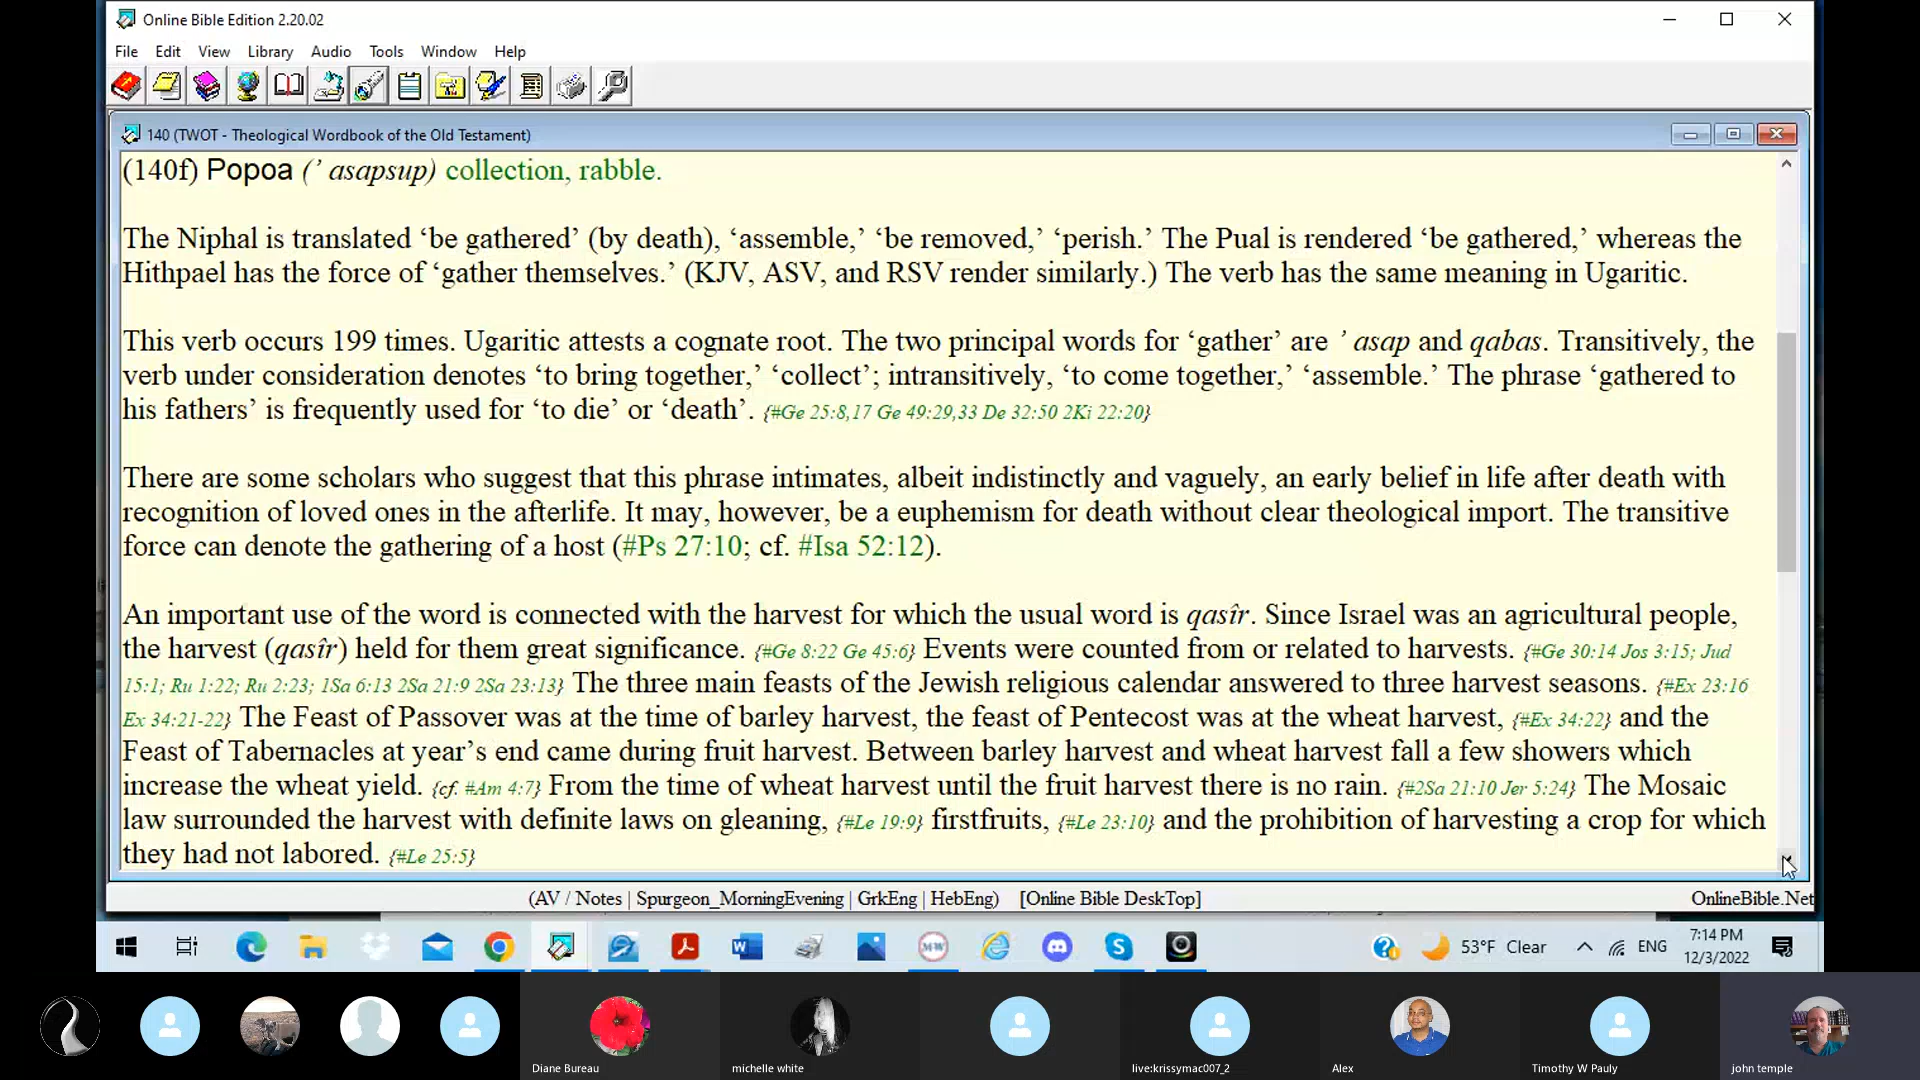 Online Bible Edition 2.20.02
File Edit View Library Audio Tools Window Help
140 (TWOT - Theological Wordbook of the Old Testament)
(140f) Popoa (’ asapsup) collection, rabble.
The Niphal is translated ‘be gathered’ (by death), ‘assemble,’ ‘be removed,’ ‘perish.’ The Pual is rendered ‘be gathered,’ whereas the
Hithpael has the force of ‘gather themselves.’ (KJV, ASV, and RSV render similarly.) The verb has the same meaning in Ugaritic.
This verb occurs 199 times. Ugaritic attests a cognate root. The two principal words for ‘gather’ are ’ asap and qabas. Transitively, the
verb under consideration denotes ‘to bring together,’ ‘collect’; intransitively, ‘to come together,’ ‘assemble.’ The phrase ‘gathered to
his fathers’ is frequently used for ‘to die’ or ‘death’. {#Ge 25:8,17 Ge 49:29,33 De 32:50 2Ki 22:20}
There are some scholars who suggest that this phrase intimates, albeit indistinctly and vaguely, an early belief in life after death with
recognition of loved ones in the afterlife. It may, however, be a euphemism for death without clear theological import. The transitive
force can denote the gathering of a host (#Ps 27:10; cf. #Isa 52:12).
An important use of the word is connected with the harvest for which the usual word is qasîr. Since Israel was an agricultural people,
the harvest (qasîr) held for them great significance. {#Ge 8:22 Ge 45:6} Events were counted from or related to harvests. {#Ge 30:14 Jos 3:15; Jud
15:1; Ru 1:22; Ru 2:23; 1Sa 6:13 2Sa 21:9 2Sa 23:13} The three main feasts of the Jewish religious calendar answered to three harvest seasons. {#Ex 23:16
Ex 34:21-22} The Feast of Passover was at the time of barley harvest, the feast of Pentecost was at the wheat harvest, {#Ex 34:22} and the
Feast of Tabernacles at year’s end came during fruit harvest. Between barley harvest and wheat harvest fall a few showers which
increase the wheat yield. {cf. #Am 4:7} From the time of wheat harvest until the fruit harvest there is no rain. {#2Sa 21:10 Jer 5:24} The Mosaic
law surrounded the harvest with definite laws on gleaning, {#Le 19:9} firstfruits, {#Le 23:10} and the prohibition of harvesting a crop for which
they had not labored. {#Le 25:5}
(AV / Notes | Spurgeon_MorningEvening | GrkEng | HebEng) [Online Bible DeskTop] OnlineBible.Net
53°F Clear ENG 7:14 PM
12/3/2022
Diane Bureau michelle white live:krissymac007_2 Alex Timothy W Pauly john temple